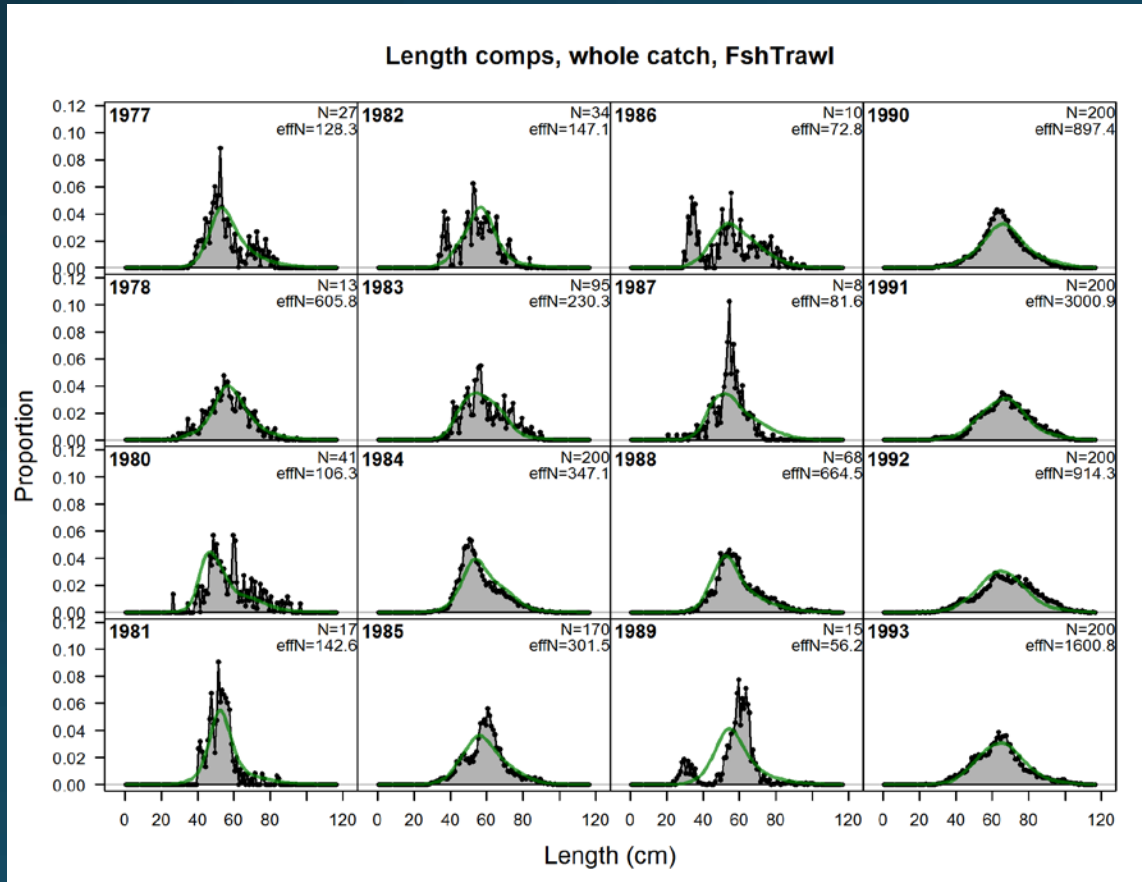 Length comps, whole catch, FshTrawl
Proportion
0.12
0.10
0.08
0.06
0.04
0.02
0.00
1977
N=27
effN=128.3
1982
N=34
effN=147.1
1986
N=10
effN=72.8
1990
N=200
effN=897.4
0.12
0.10
0.08
0.06
0.04
0.02
0.00
1978
N=13
effN=605.8
1983
N=95
effN=230.3
1987
N=8
effN=81.6
1991
N=200
effN=3000.9
0.12
0.10
0.08
0.06
0.04
0.02
0.00
1980
N=41
effN=106.3
1984
N=200
effN=347.1
1988
N=68
effN=664.5
1992
N=200
effN=914.3
0.12
0.10
0.08
0.06
0.04
0.02
0.00
1981
N=17
effN=142.6
1985
N=170
effN=301.5
1989
N=15
effN=56.2
1993
N=200
effN=1600.8
0 20 40 60 80 120 0 20 40 60 80 120 0 20 40 60 80 120 0 20 40 60 80 120
Length (cm)